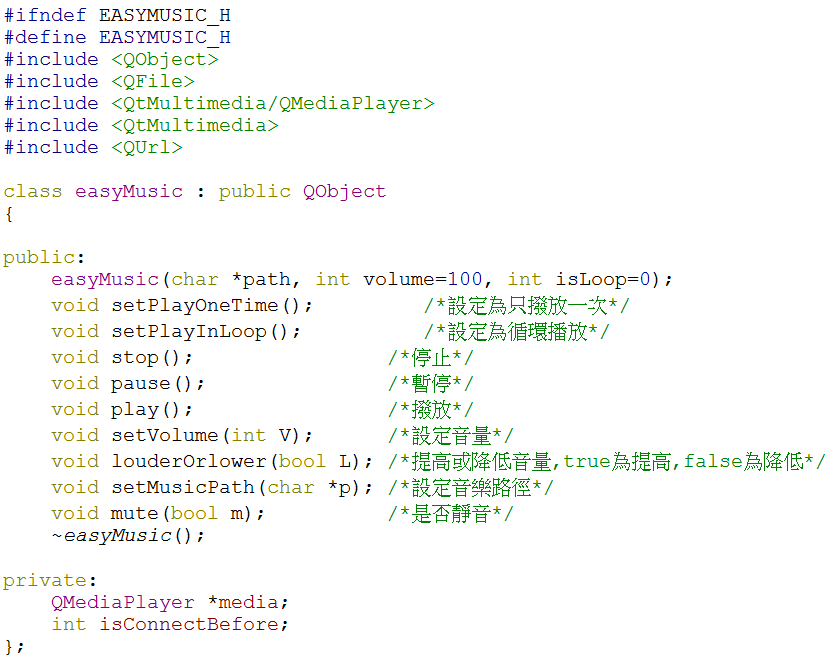 #ifndef EASYMUSIC_H
#define EASYMUSIC_H
#include <QObject>
#include <QFile>
#include <QtMultimedia/QMediaPlayer>
#include <QtMultimedia>
#include <QUrl>
class easyMusic : public QObject
{
public:
    easyMusic(char *path, int volume=100, int isLoop=0);
    void setPlayOneTime();         /*設定為只撥放一次*/
    void setPlayInLoop();          /*設定為循環播放*/
    void stop();                /*停止*/
    void pause();               /*暫停*/
    void play();                /*撥放*/
    void setVolume(int V);      /*設定音量*/
    void louderOrlower(bool L); /*提高或降低音量,true為提高,false為降低*/
    void setMusicPath(char *p); /*設定音樂路徑*/
    void mute(bool m);          /*是否靜音*/
    ~easyMusic();
private:
    QMediaPlayer *media;
    int isConnectBefore;
};